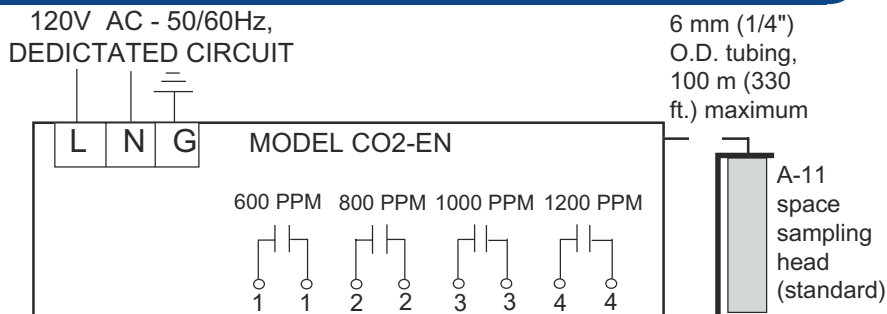 120V AC - 50/60Hz,
DEDICTATED CIRCUIT
6 mm (1/4")
O.D. tubing,
100 m (330
ft.) maximum
L N G
MODEL CO2-EN
600 PPM 800 PPM 1000 PPM 1200 PPM
1 1 2 2 3 3 4 4
A-11
space
sampling
head
(standard)